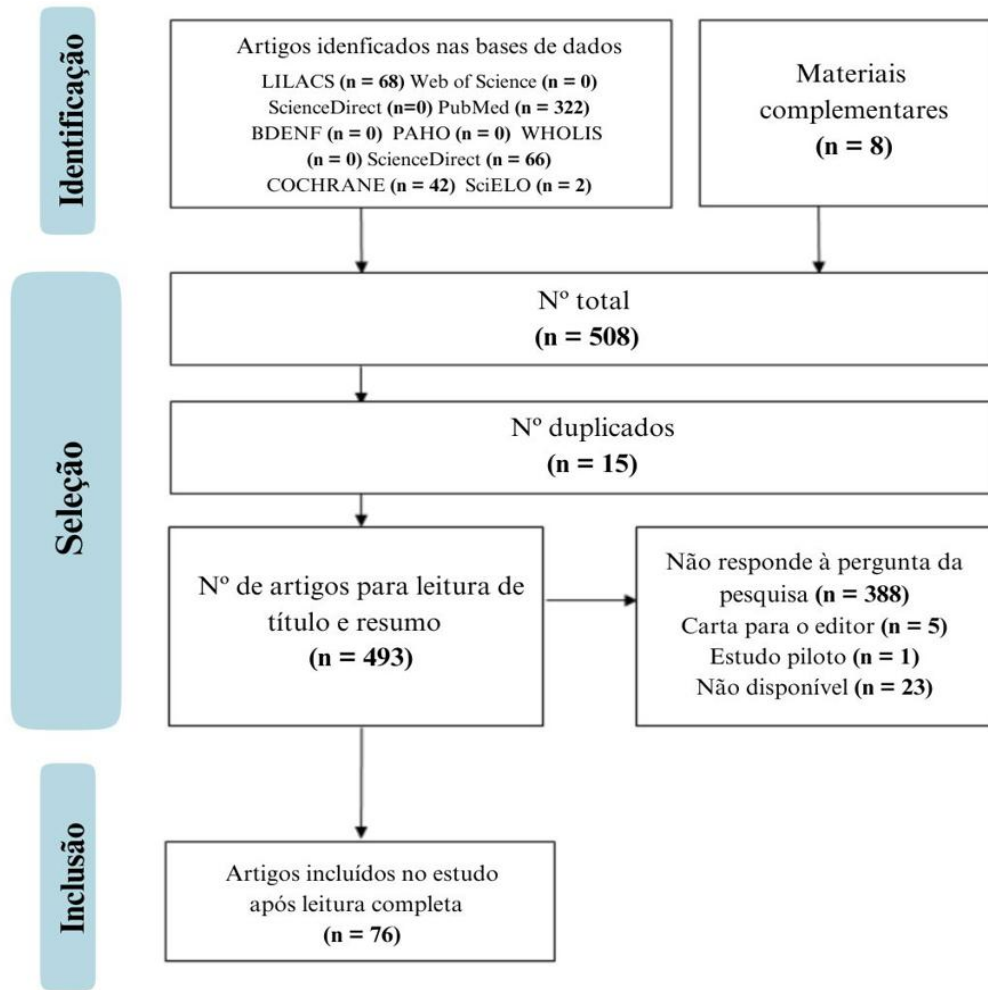 Identificação
Artigos idenficados nas bases de dados
LILACS (n = 68) Web of Science (n = 0)
ScienceDirect (n=0) PubMed (n = 322)
BDENF (n = 0) PAHO (n = 0) WHOLIS
(n = 0) ScienceDirect (n = 66)
COCHRANE (n = 42) SciELO (n = 2)
Materiais
complementares
(n = 8)
Seleção
Nº total
(n = 508)
Nº duplicados
(n = 15)
Nº de artigos para leitura de
título e resumo
(n = 493)
Não responde à pergunta da
pesquisa (n = 388)
Carta para o editor (n = 5)
Estudo piloto (n = 1)
Não disponível (n = 23)
Inclusão
Artigos incluídos no estudo
após leitura completa
(n = 76)